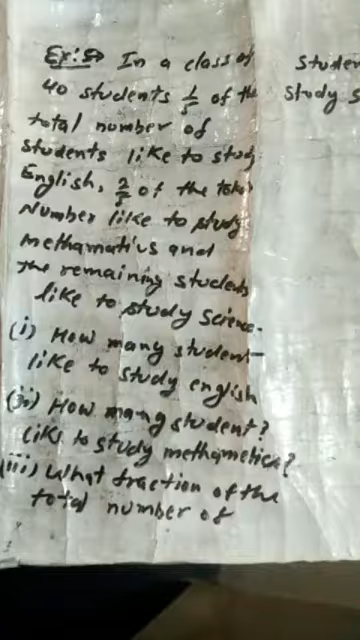 Ex:5> In a class of
40 students 1/5 of the
total number of
students like to study
English, 2/5 of the total
Number like to study
methamatics and
the remaining students
like to study science.
(i) How many student
like to study english
(ii) How many student?
like to study methametics?
(iii) What fraction of the
total number of
Studen
study s